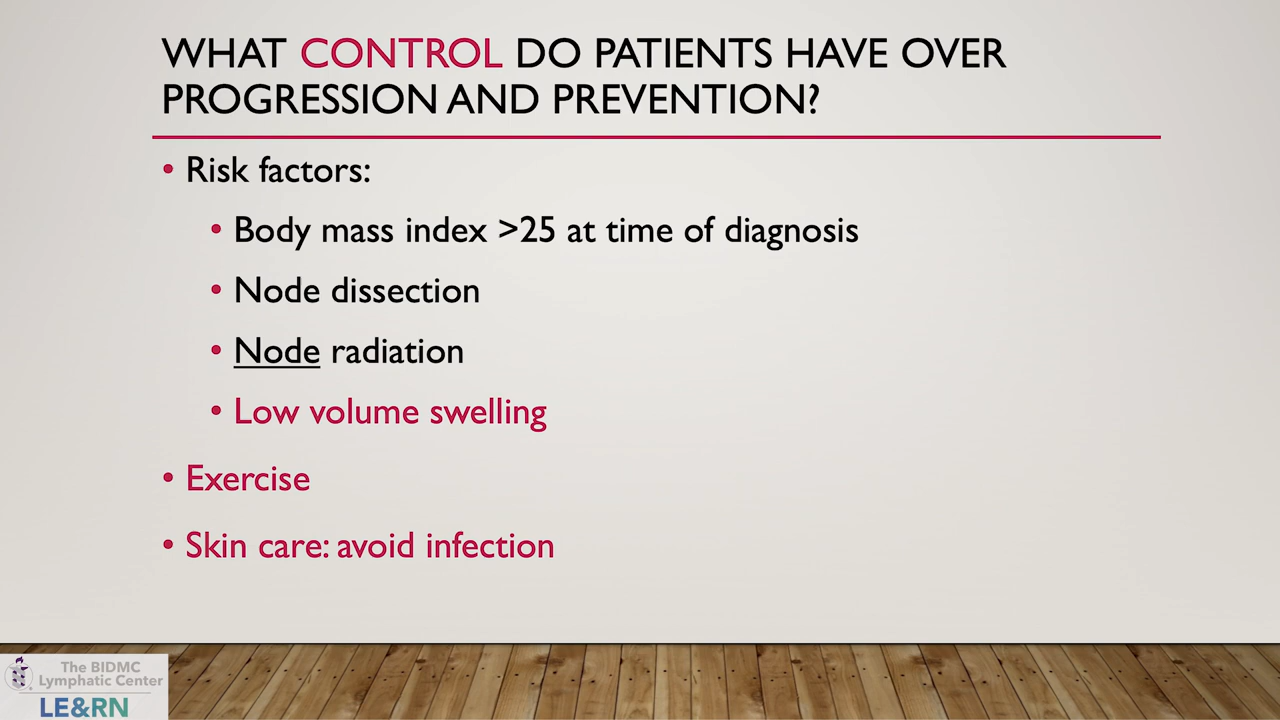 WHAT CONTROL DO PATIENTS HAVE OVER
PROGRESSION AND PREVENTION?
• Risk factors:
• Body mass index >25 at time of diagnosis
• Node dissection
• Node radiation
• Low volume swelling
• Exercise
• Skin care: avoid infection
The BIDMC
Lymphatic Center
LE&RN